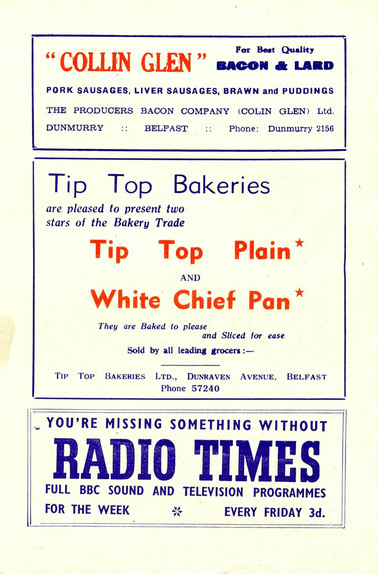 "COLLIN GLEN"
For Best Quality
BACON & LARD
PORK SAUSAGES, LIVER SAUSAGES, BRAWN and PUDDINGS
THE PRODUCERS BACON COMPANY (COLIN GLEN) Ltd.
DUNMURRY :: BELFAST :: Phone: Dunmurry 2156
Tip Top Bakeries
are pleased to present two
stars of the Bakery Trade
Tip Top Plain★
AND
White Chief Pan★
They are Baked to please
and Sliced for ease
Sold by all leading grocers:—
TIP TOP BAKERIES LTD., DUNRAVEN AVENUE, BELFAST
Phone 57240
YOU'RE MISSING SOMETHING WITHOUT
RADIO TIMES
FULL BBC SOUND AND TELEVISION PROGRAMMES
FOR THE WEEK ※ EVERY FRIDAY 3d.